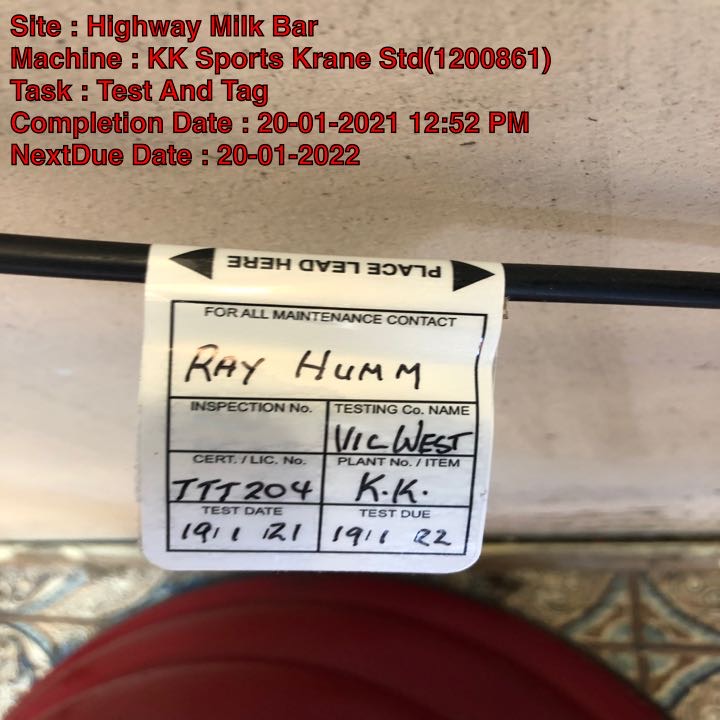 Site : Highway Milk Bar
Machine : KK Sports Krane Std(1200861)
Task : Test And Tag
Completion Date : 20-01-2021 12:52 PM
NextDue Date : 20-01-2022
PLACE LEAD HERE
FOR ALL MAINTENANCE CONTACT
RAY HUMM
INSPECTION No.
TESTING Co. NAME
VIC WEST
CERT. / LIC. No.
PLANT No. / ITEM
TTT204
K.K.
TEST DATE
TEST DUE
19/1/21
19/1/22